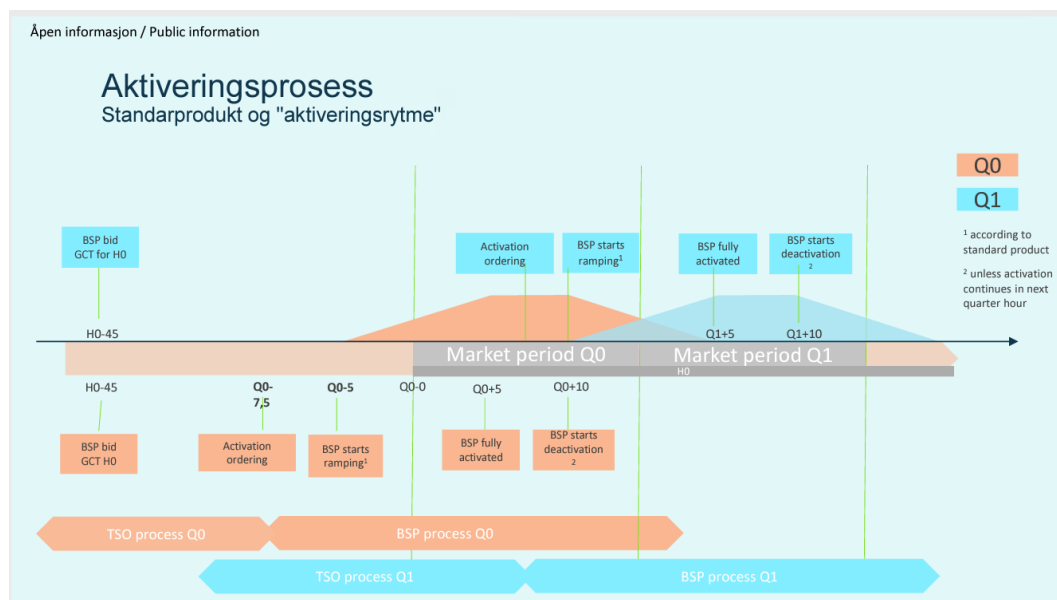 Åpen informasjon / Public information
Aktiveringsprosess
Standarprodukt og "aktiveringsrytme"
Q0
Q1
¹ according to
standard product
² unless activation
continues in next
quarter hour
BSP bid
GCT for H0
Activation
ordering
BSP starts
ramping¹
BSP fully
activated
BSP starts
deactivation
²
H0-45
Q1+5
Q1+10
Market period Q0
Market period Q1
H0
H0-45
Q0-
7,5
Q0-5
Q0-0
Q0+5
Q0+10
BSP bid
GCT H0
Activation
ordering
BSP starts
ramping¹
BSP fully
activated
BSP starts
deactivation
²
TSO process Q0
BSP process Q0
TSO process Q1
BSP process Q1